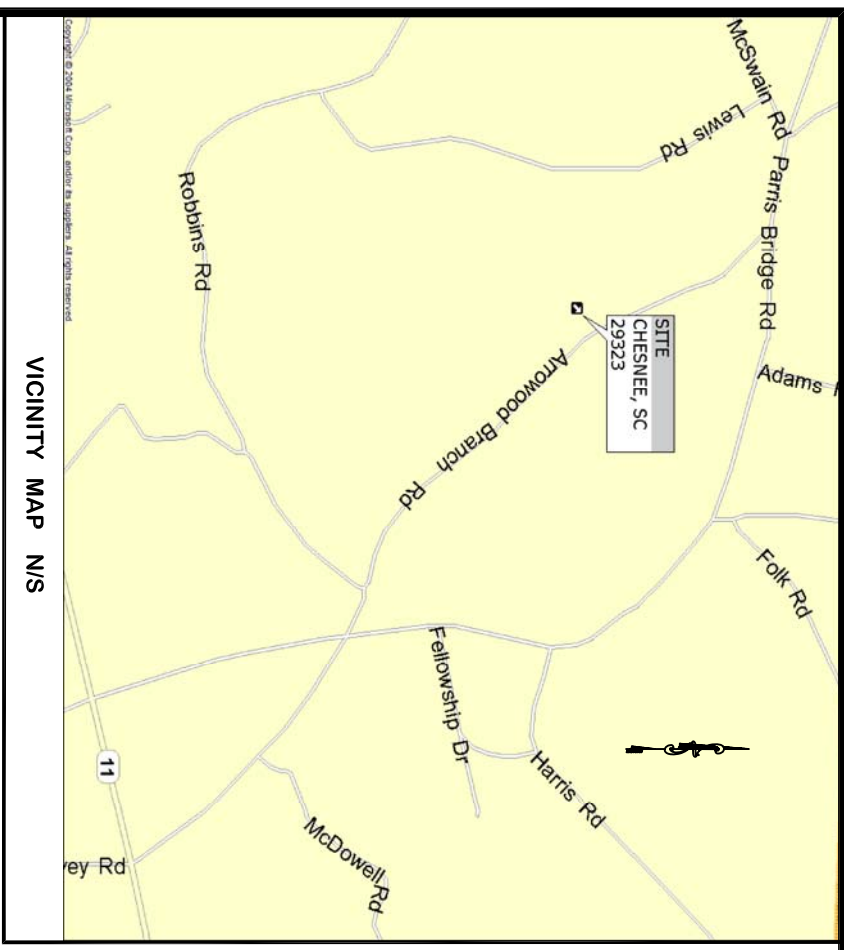 McSwain Rd
Lewis Rd
Parris Bridge Rd
Adams
Folk Rd
SITE
CHESNEE, SC
29323
Arrowood Branch Rd
Robbins Rd
Fellowship Dr
Harris Rd
McDowell Rd
11
vey Rd
Copyright © 2004 Microsoft Corp. and/or its suppliers. All rights reserved.
VICINITY MAP N/S